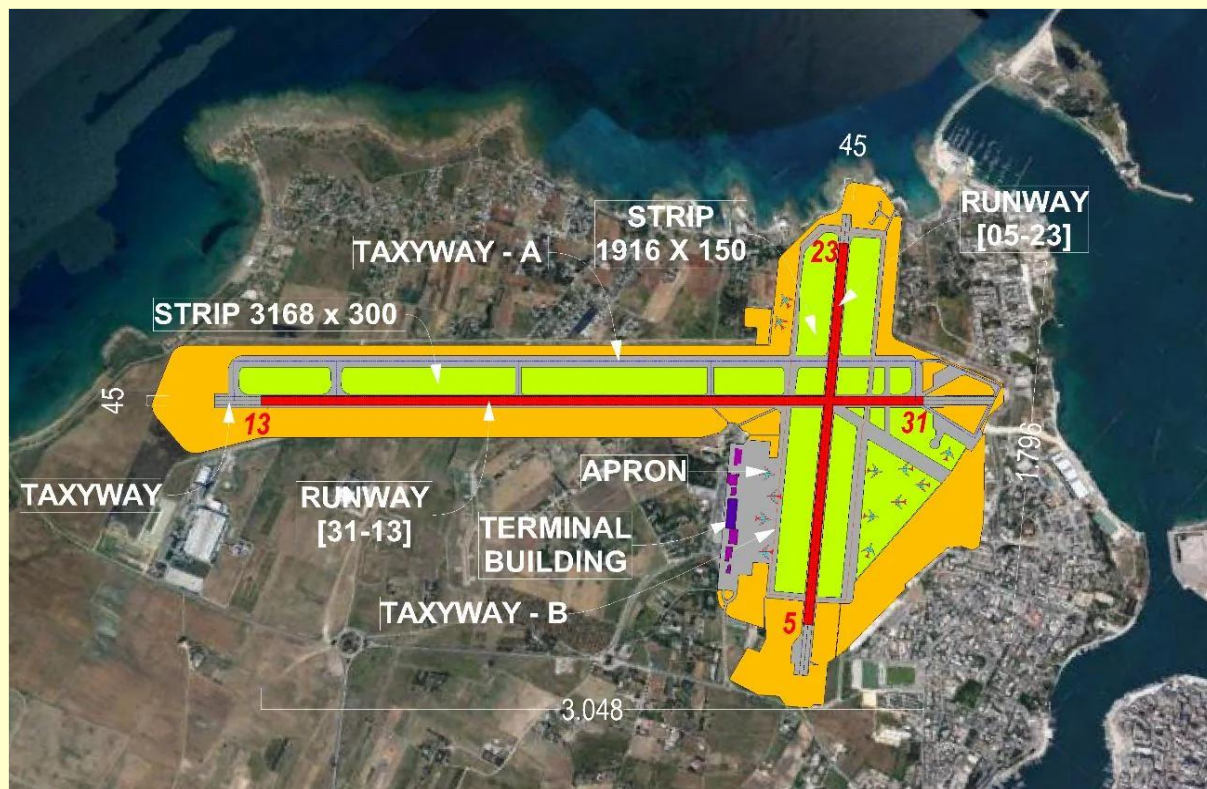 45
STRIP
1916 X 150
RUNWAY
[05-23]
TAXYWAY - A
23
STRIP 3168 x 300
45
13
31
TAXYWAY
RUNWAY
[31-13]
APRON
1.796
TERMINAL
BUILDING
TAXYWAY - B
5
3.048